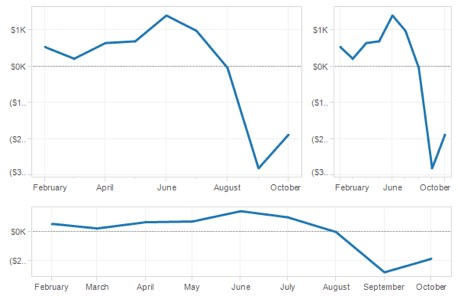 $1K $1K
$0K $0K
($1.. ($1..
($2.. ($2..
($3.. ($3..
February April June August October February June October
$0K
($2..
February March April May June July August September October